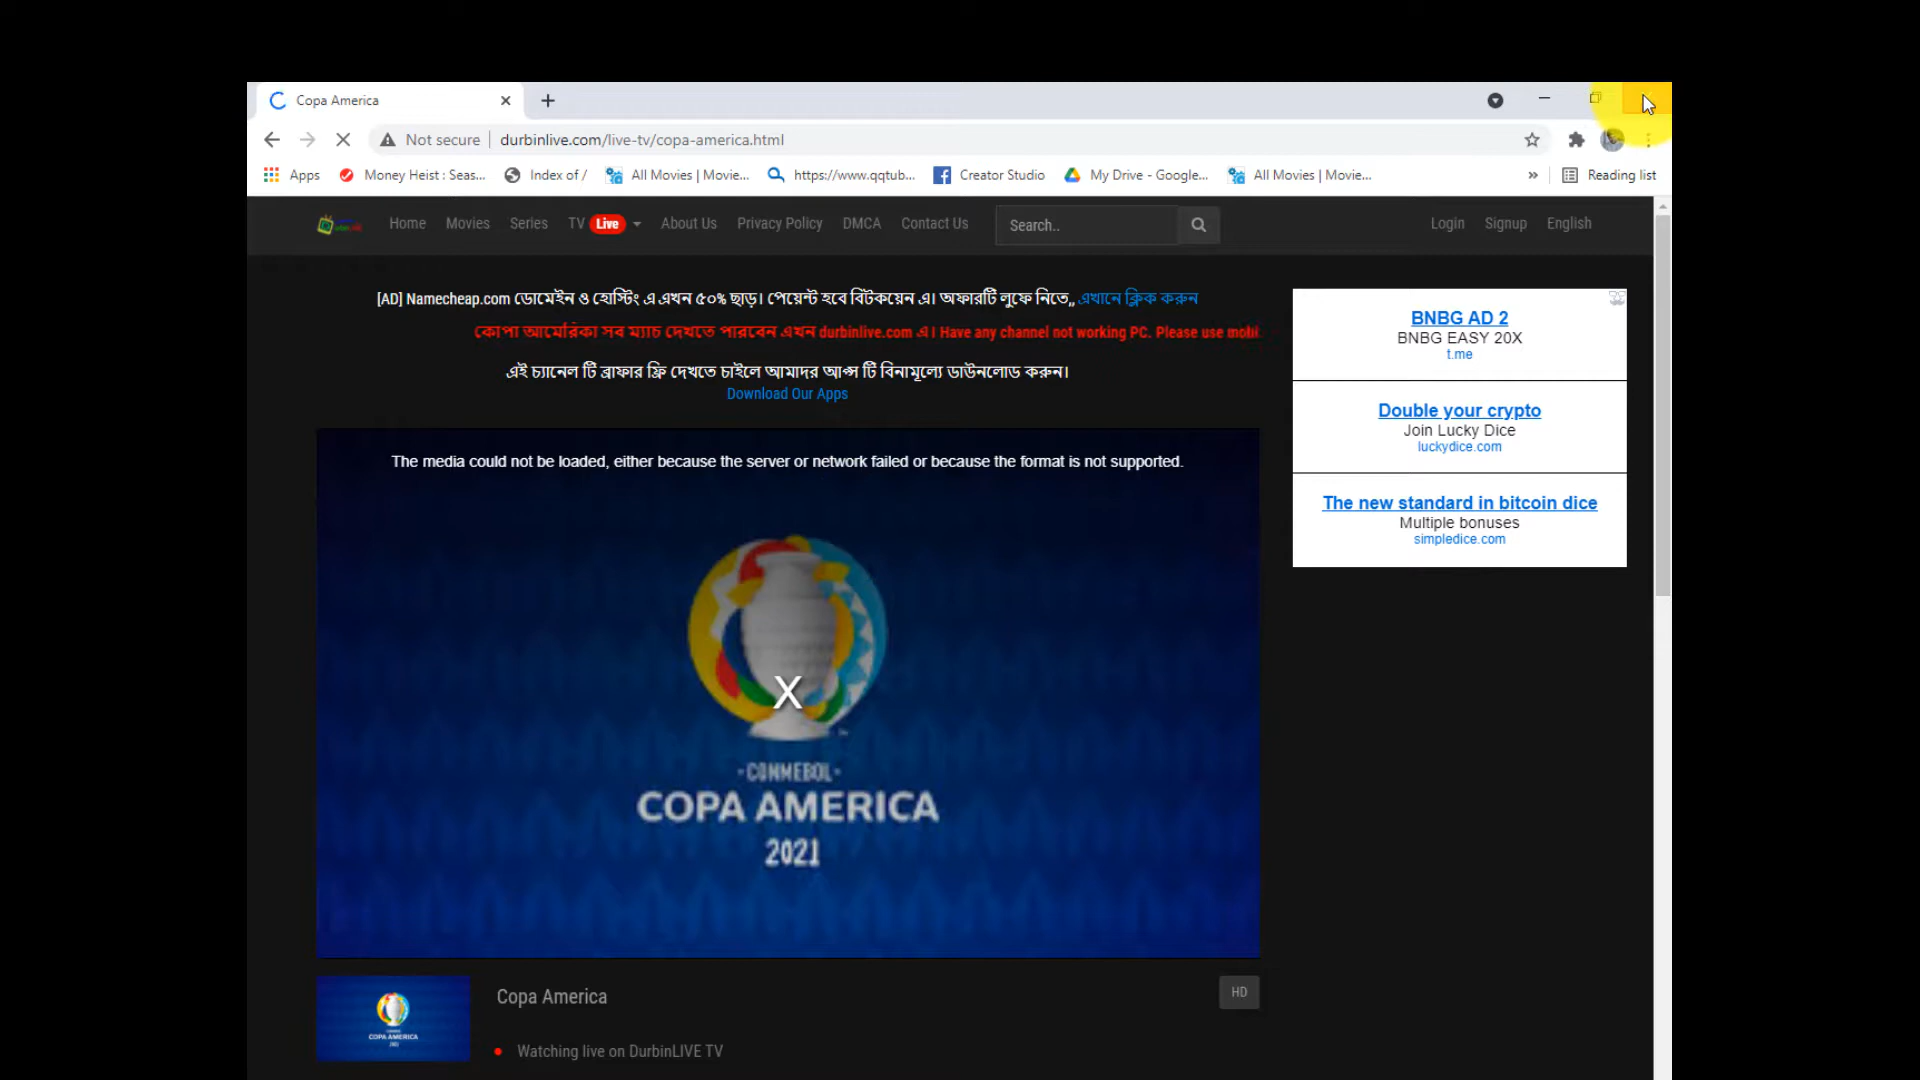 Copa America
Not secure
durbinlive.com/live-tv/copa-america.html
Apps
Money Heist : Seas...
Index of /
All Movies | Movie...
https://www.qqtub...
Creator Studio
My Drive - Google...
All Movies | Movie...
»
Reading list
Home
Movies
Series
TV Live
About Us
Privacy Policy
DMCA
Contact Us
Search..
Login
Signup
English
[AD] Namecheap.com ডোমেইন ও হোস্টিং এ এখন ৫০% ছাড়। পেয়েন্ট হবে বিটকয়েন এ। অফারটি লুফে নিতে,, এখানে ক্লিক করুন
কোপা আমেরিকা সব ম্যাচ দেখতে পারবেন এখন durbinlive.com এ। Have any channel not working PC. Please use mobi
এই চ্যানেল টি ব্রাফার ফ্রি দেখতে চাইলে আমাদর আপ্স টি বিনামূল্যে ডাউনলোড করুন।
Download Our Apps
BNBG AD 2
BNBG EASY 20X
t.me
Double your crypto
Join Lucky Dice
luckydice.com
The new standard in bitcoin dice
Multiple bonuses
simpledice.com
The media could not be loaded, either because the server or network failed or because the format is not supported.
X
·CONMEBOL·
COPA AMERICA
2021
COPA AMERICA
Copa America
HD
Watching live on DurbinLIVE TV